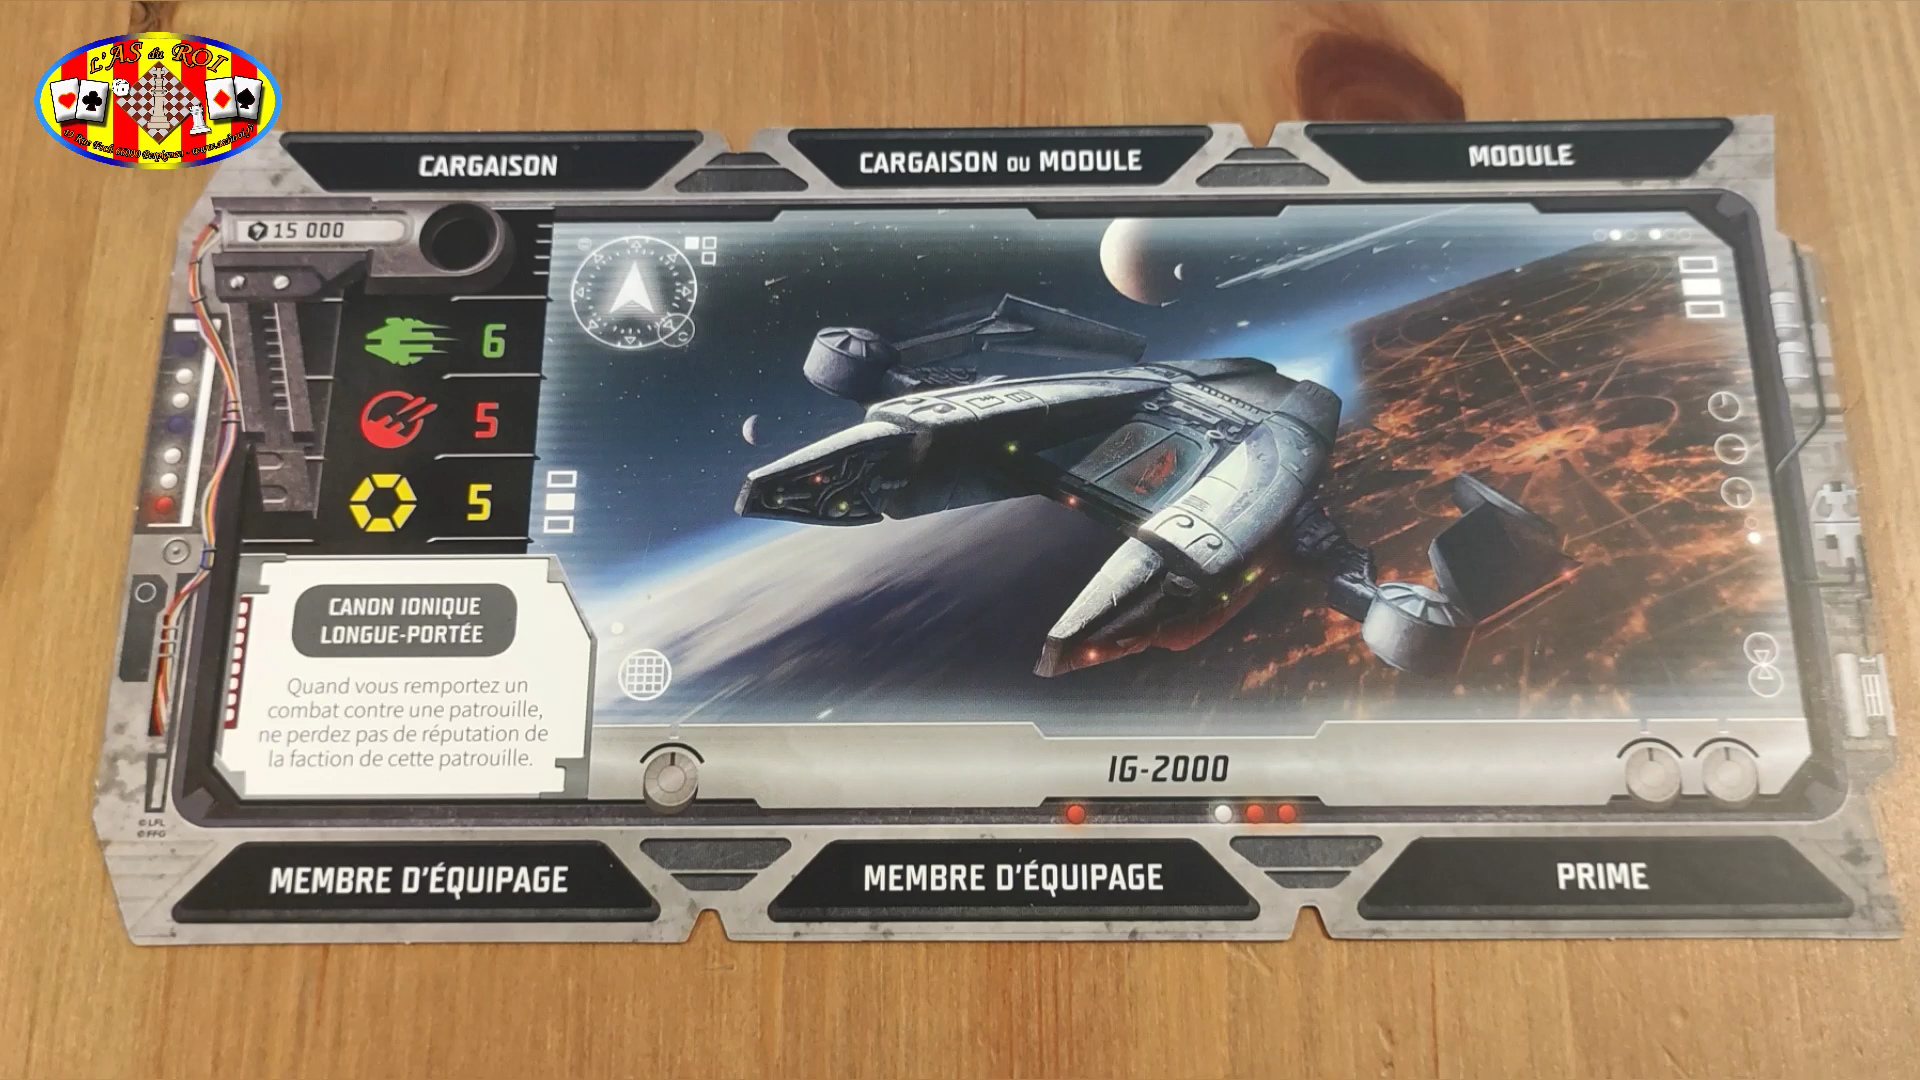 L'AS du ROI
CARGAISON
CARGAISON OU MODULE
MODULE
15 000
6
5
5
CANON IONIQUE
LONGUE-PORTÉE
Quand vous remportez un
combat contre une patrouille,
ne perdez pas de réputation de
la faction de cette patrouille.
IG-2000
© LFL
© FFG
MEMBRE D'ÉQUIPAGE
MEMBRE D'ÉQUIPAGE
PRIME